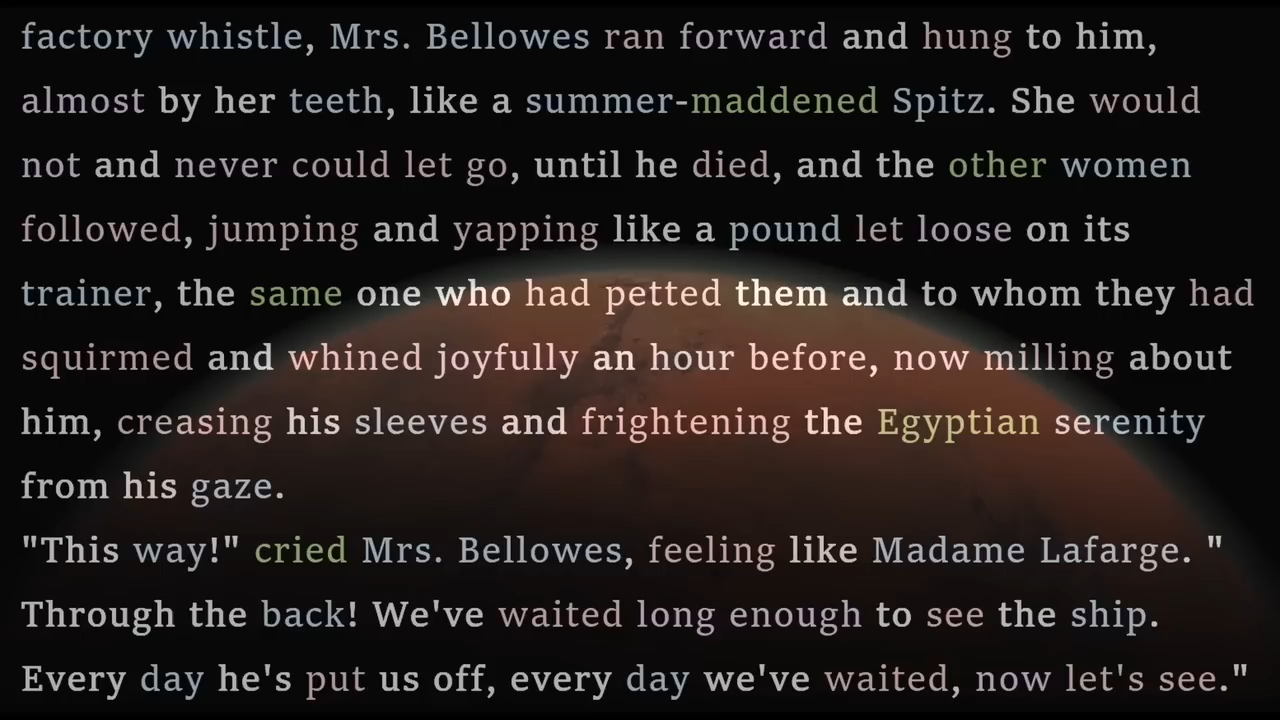 factory whistle, Mrs. Bellowes ran forward and hung to him,
almost by her teeth, like a summer-maddened Spitz. She would
not and never could let go, until he died, and the other women
followed, jumping and yapping like a pound let loose on its
trainer, the same one who had petted them and to whom they had
squirmed and whined joyfully an hour before, now milling about
him, creasing his sleeves and frightening the Egyptian serenity
from his gaze.
"This way!" cried Mrs. Bellowes, feeling like Madame Lafarge. "
Through the back! We've waited long enough to see the ship.
Every day he's put us off, every day we've waited, now let's see."